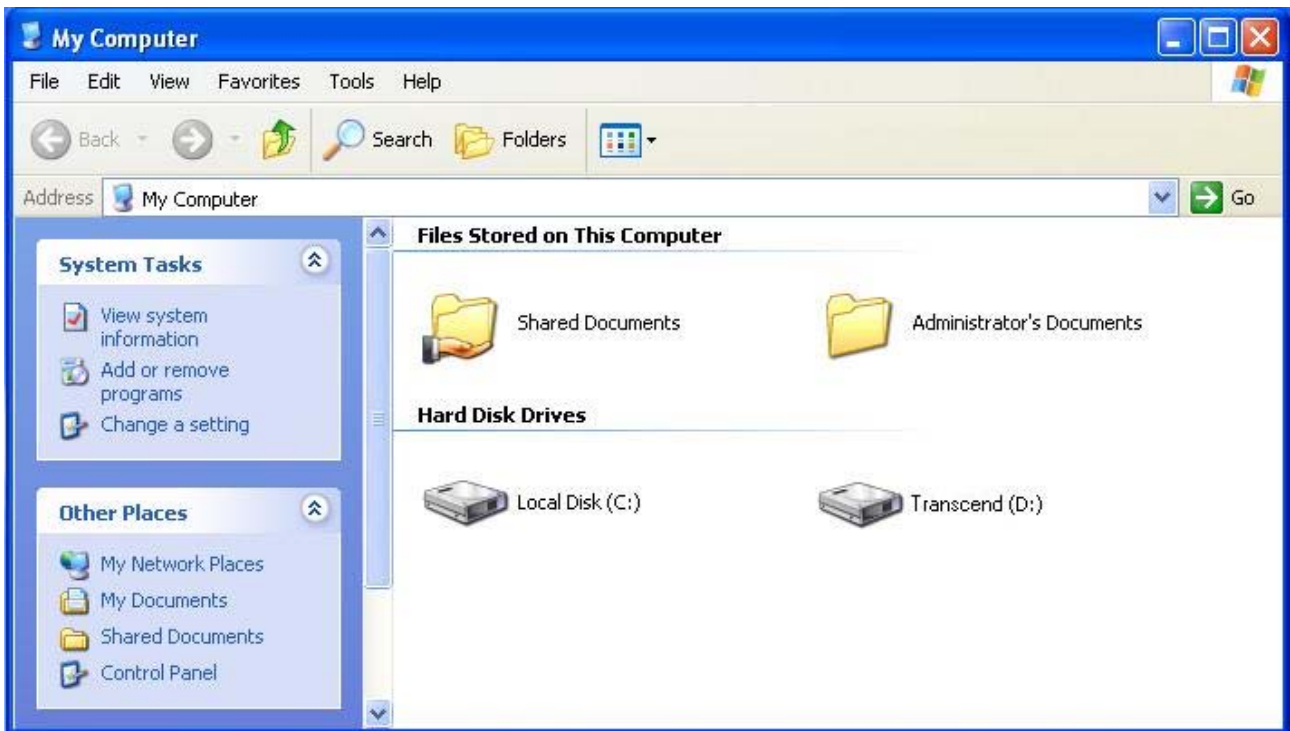 My Computer
File Edit View Favorites Tools Help
Back Search Folders
Address My Computer Go
System Tasks
View system
information
Add or remove
programs
Change a setting
Other Places
My Network Places
My Documents
Shared Documents
Control Panel
Files Stored on This Computer
Shared Documents Administrator's Documents
Hard Disk Drives
Local Disk (C:) Transcend (D:)